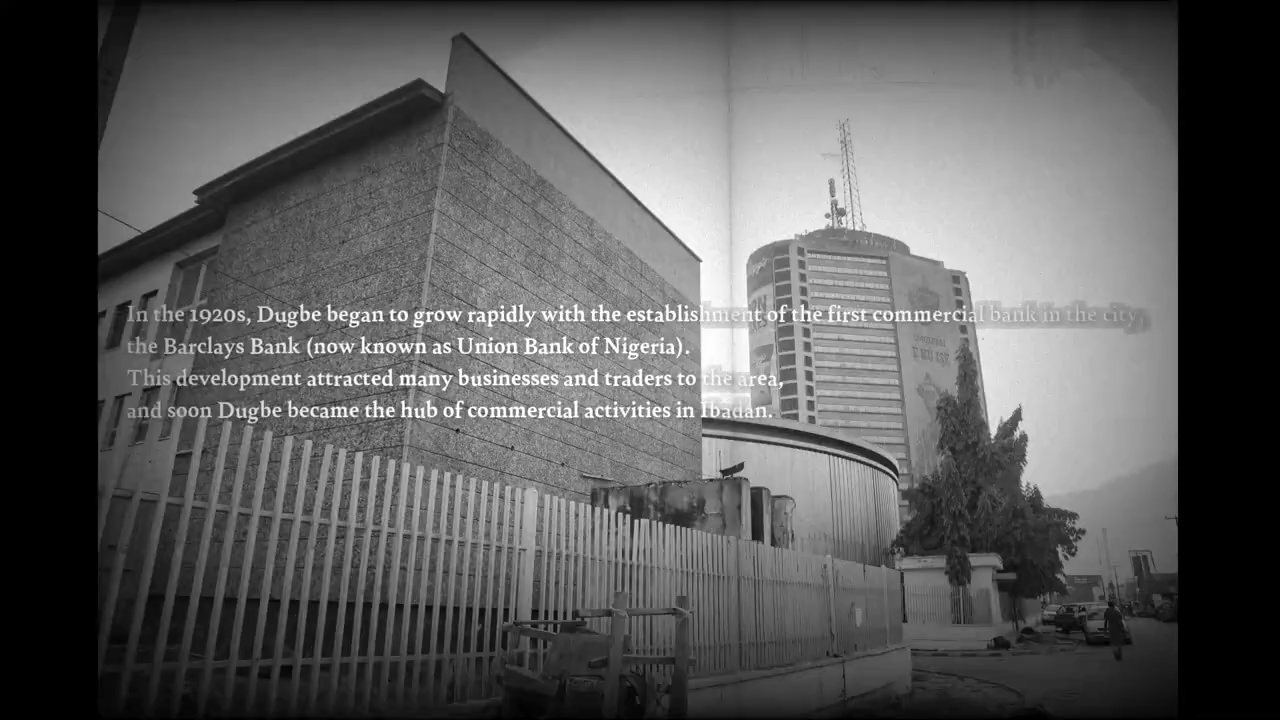 In the 1920s, Dugbe began to grow rapidly with the establishment of the first commercial bank in the city,
the Barclays Bank (now known as Union Bank of Nigeria).
This development attracted many businesses and traders to the area,
and soon Dugbe became the hub of commercial activities in Ibadan.